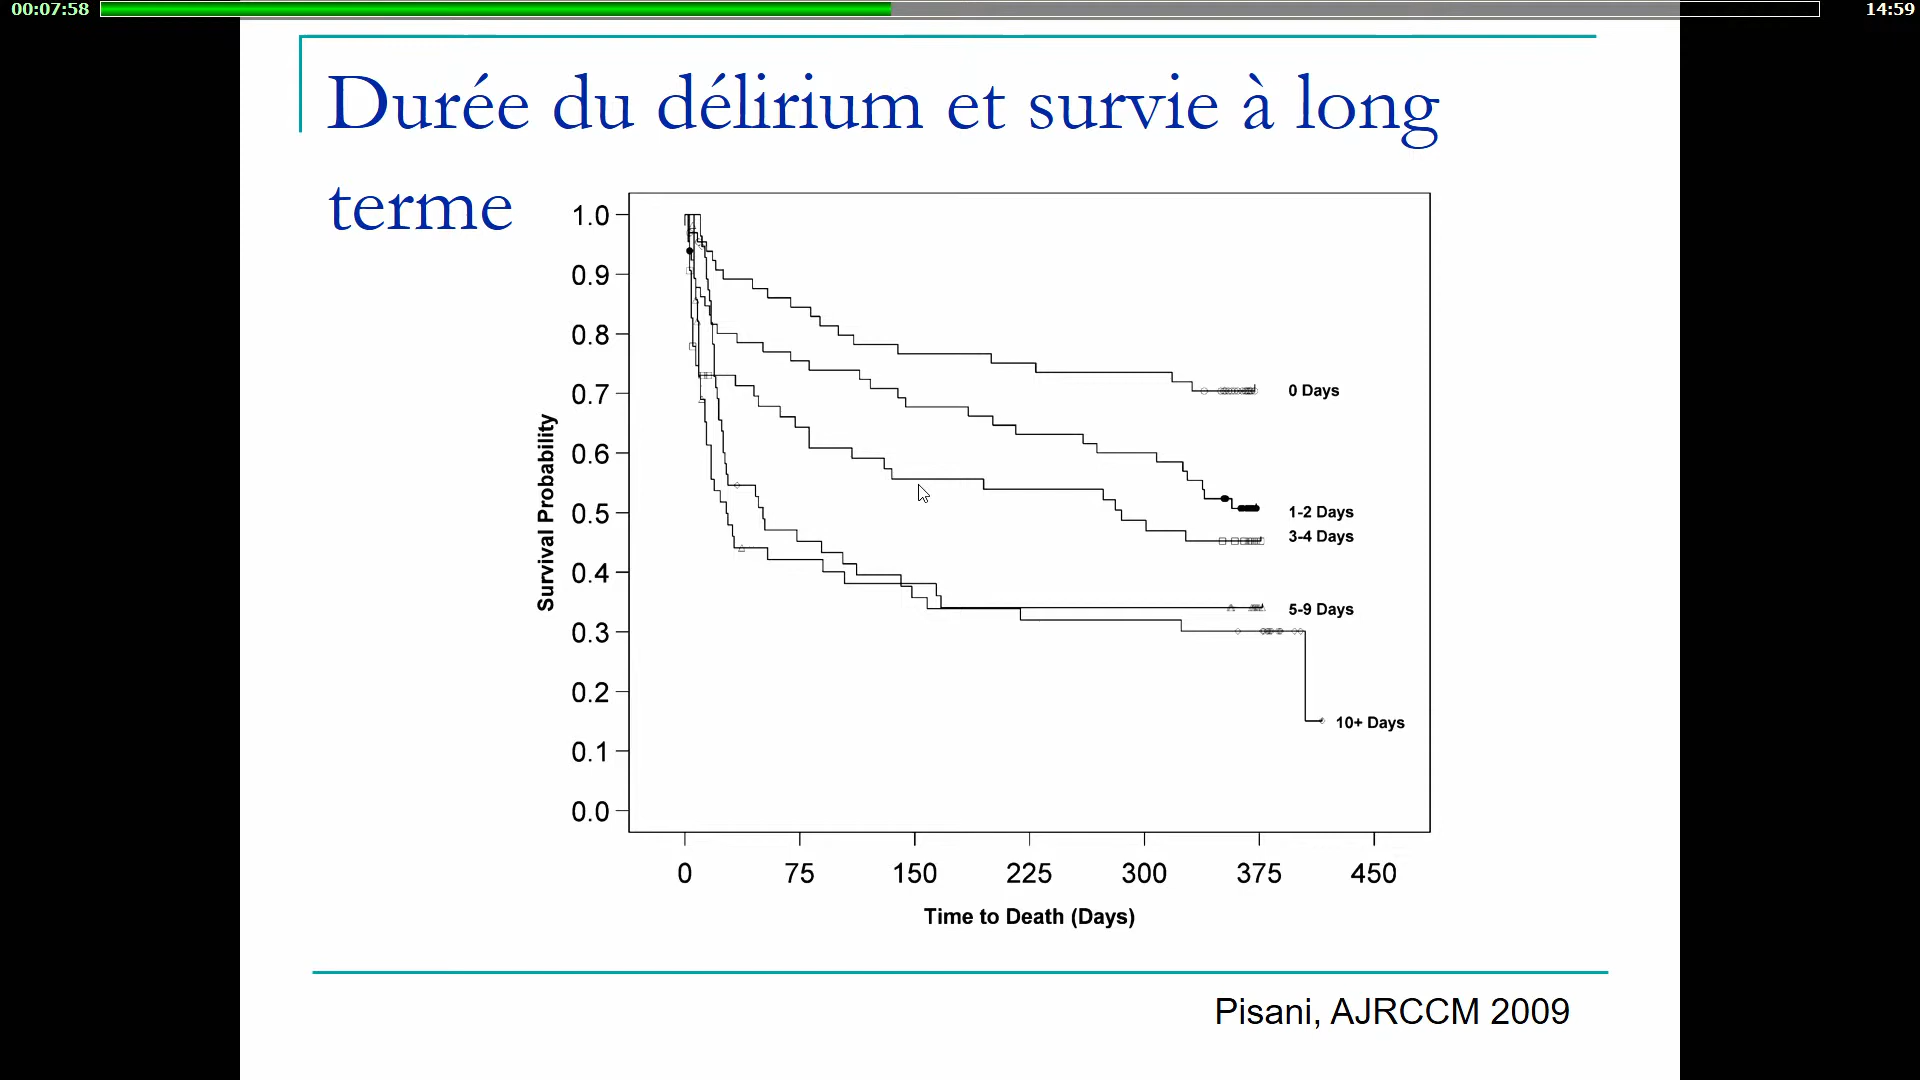 00:07:58
14:59
Durée du délirium et survie à long
terme
1.0
0.9
0.8
0.7
0.6
0.5
0.4
0.3
0.2
0.1
0.0
Survival Probability
0 Days
1-2 Days
3-4 Days
5-9 Days
10+ Days
0 75 150 225 300 375 450
Time to Death (Days)
Pisani, AJRCCM 2009